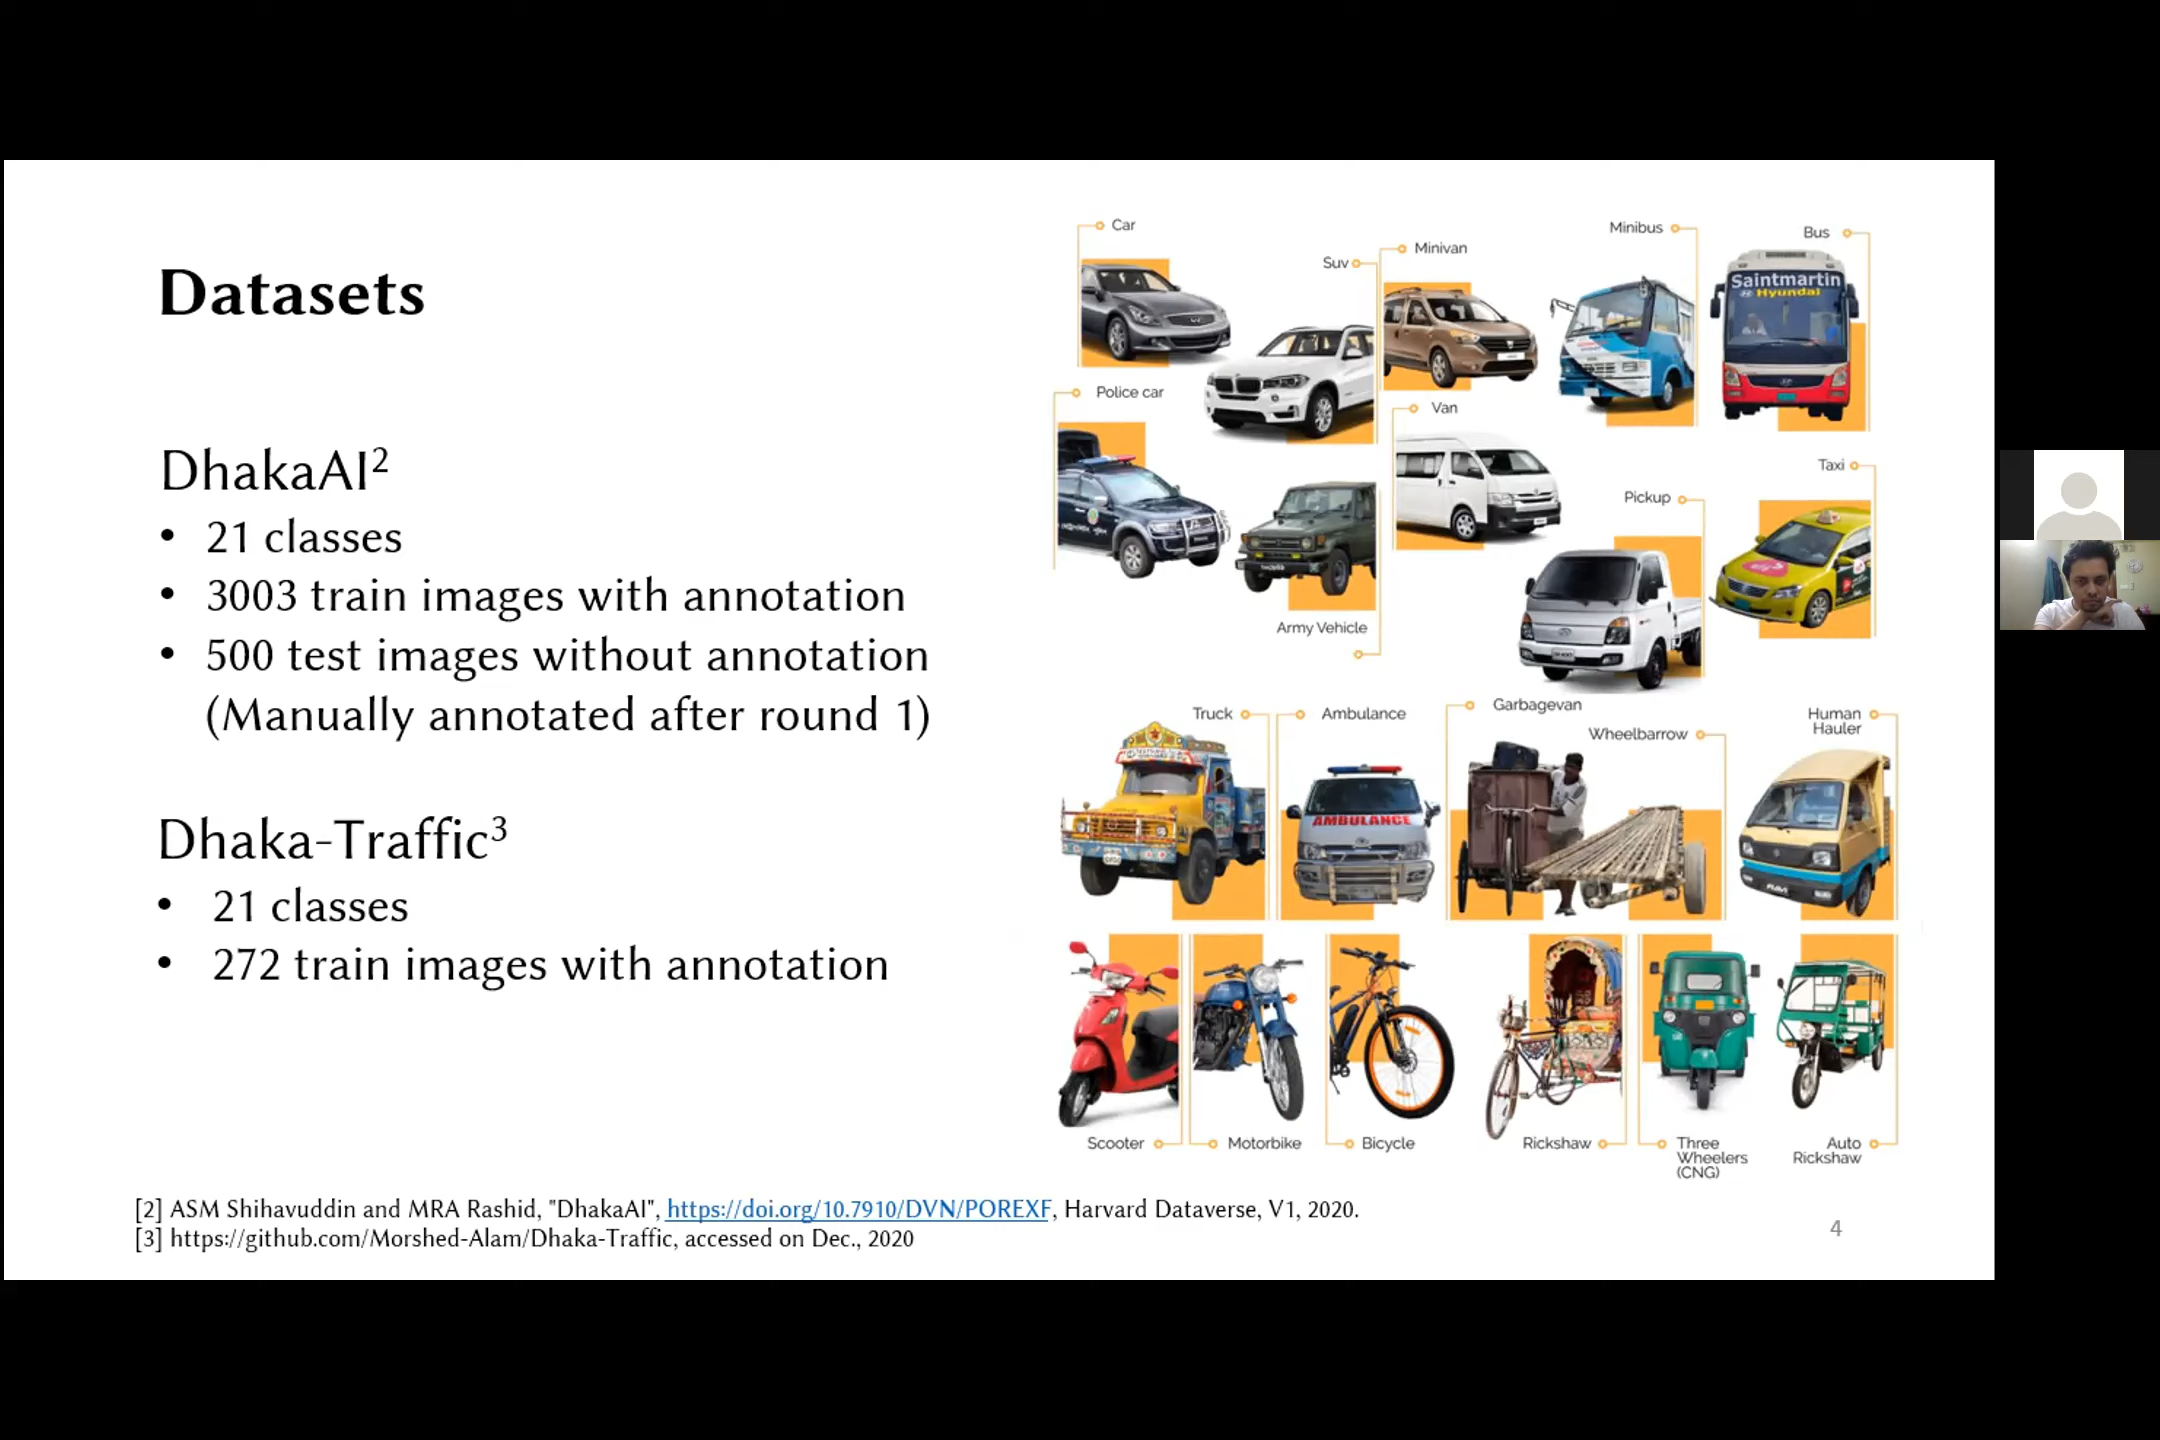 Datasets
DhakaAI²
• 21 classes
• 3003 train images with annotation
• 500 test images without annotation
(Manually annotated after round 1)
Dhaka-Traffic³
• 21 classes
• 272 train images with annotation
Car
Suv
Minivan
Minibus
Bus
Saintmartin
Hyundai
Police car
Van
Army Vehicle
Pickup
Taxi
Truck
Ambulance
AMBULANCE
Garbagevan
Wheelbarrow
Human
Hauler
Scooter
Motorbike
Bicycle
Rickshaw
Three
Wheelers
(CNG)
Auto
Rickshaw
[2] ASM Shihavuddin and MRA Rashid, "DhakaAI", https://doi.org/10.7910/DVN/POREXF, Harvard Dataverse, V1, 2020.
[3] https://github.com/Morshed-Alam/Dhaka-Traffic, accessed on Dec., 2020
4